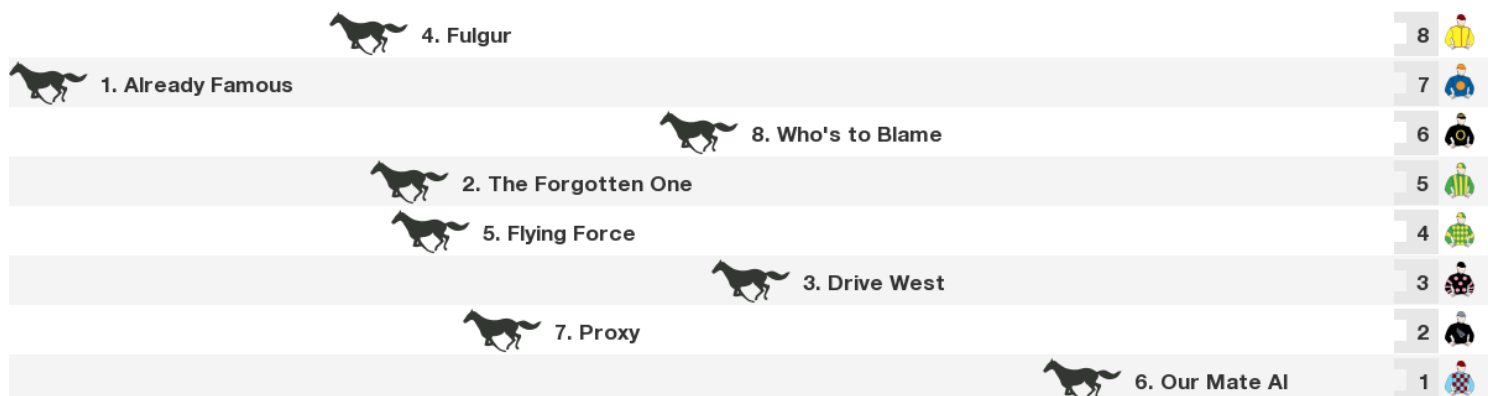 4. Fulgur 8
1. Already Famous 7
8. Who's to Blame 6
2. The Forgotten One 5
5. Flying Force 4
3. Drive West 3
7. Proxy 2
6. Our Mate Al 1